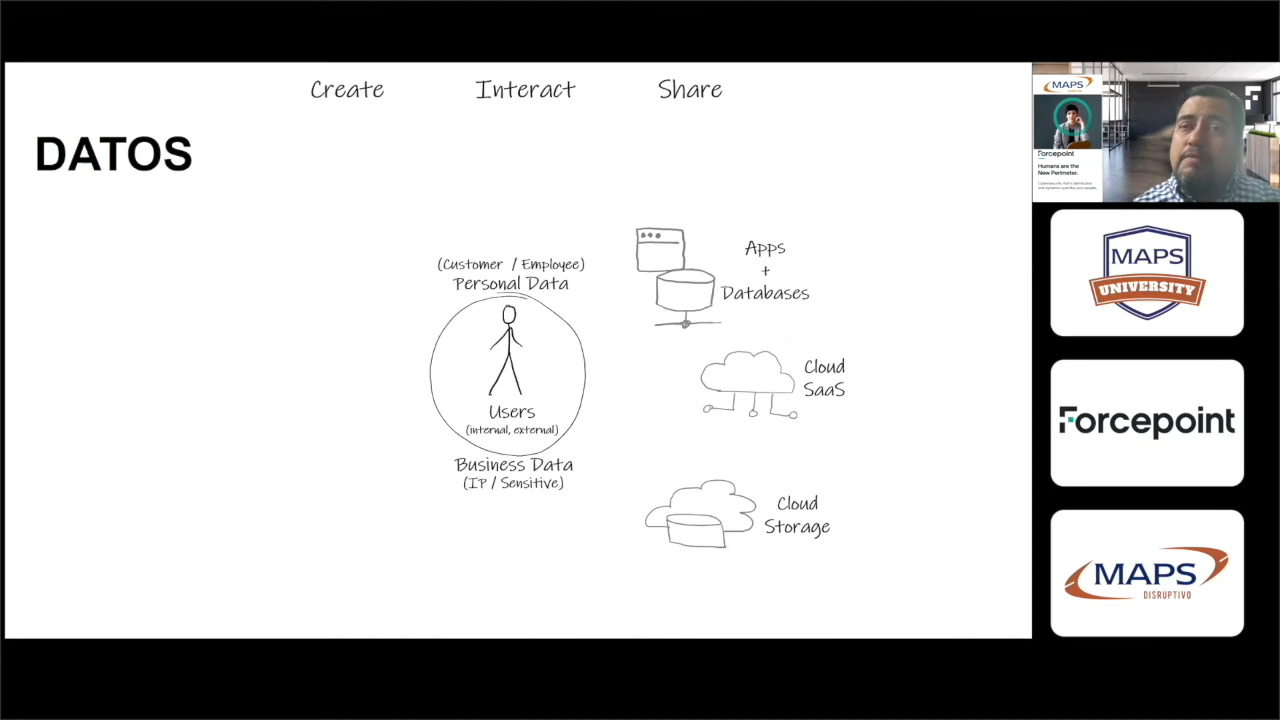 Create Interact Share
DATOS
(Customer / Employee)
Personal Data
Users
(internal, external)
Business Data
(IP / Sensitive)
Apps
+
Databases
Cloud
SaaS
Cloud
Storage
MAPS
Forcepoint
Humans are the
New Perimeter.
MAPS
UNIVERSITY
Forcepoint
MAPS
DISRUPTIVO